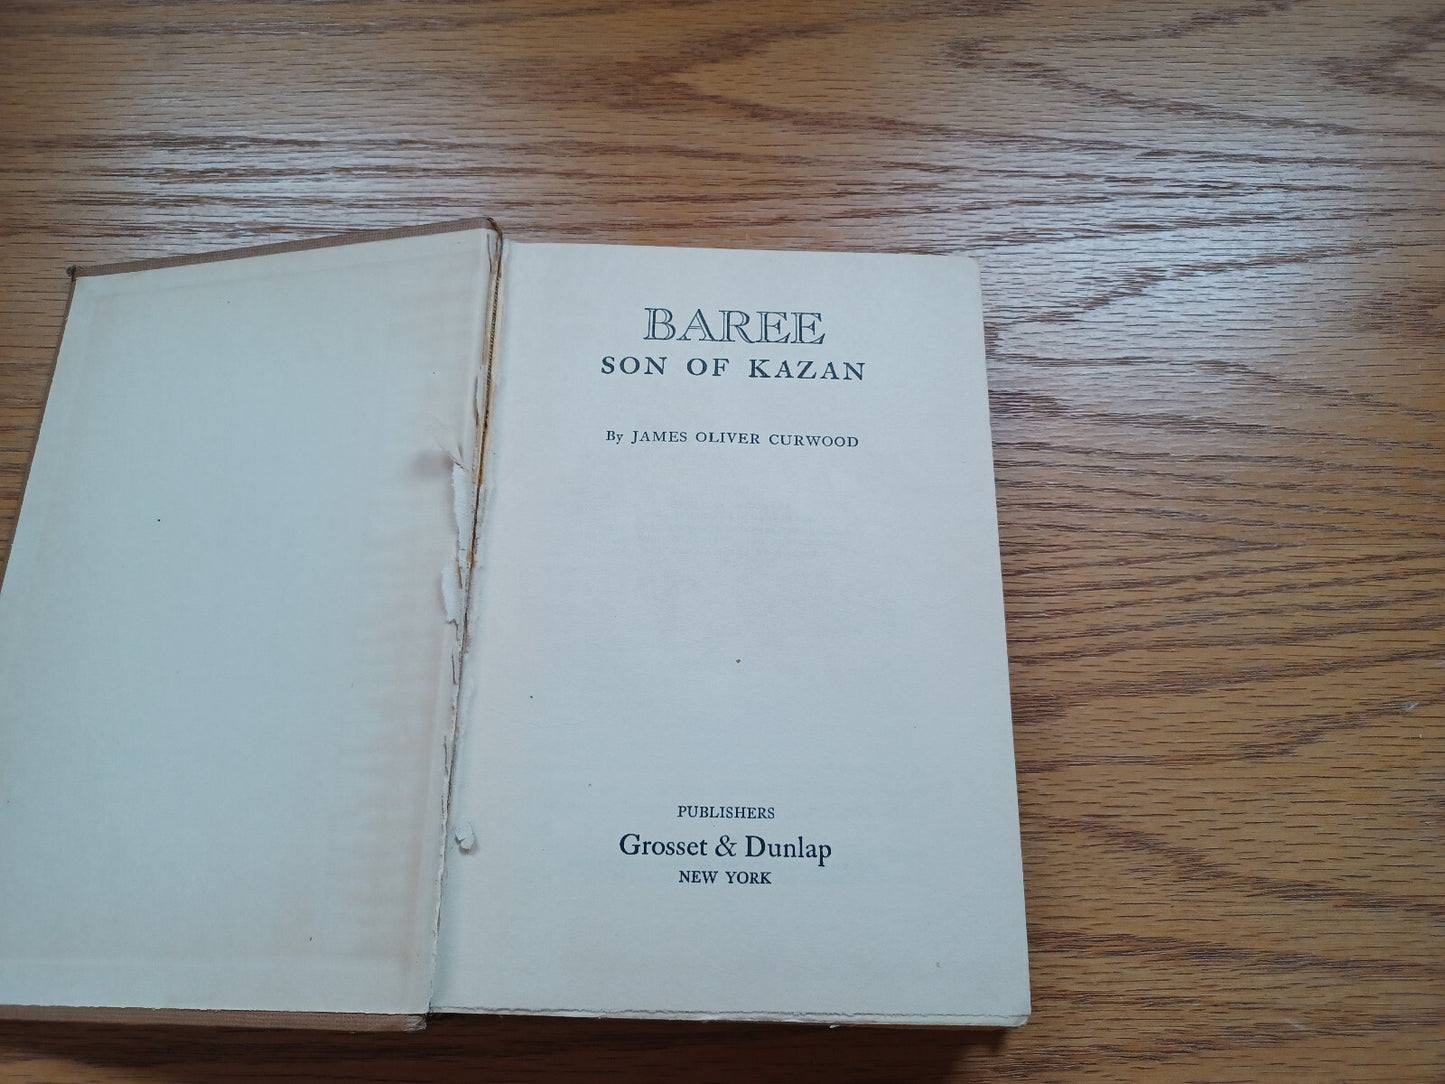 BAREE
SON OF KAZAN
By JAMES OLIVER CURWOOD
PUBLISHERS
Grosset & Dunlap
NEW YORK